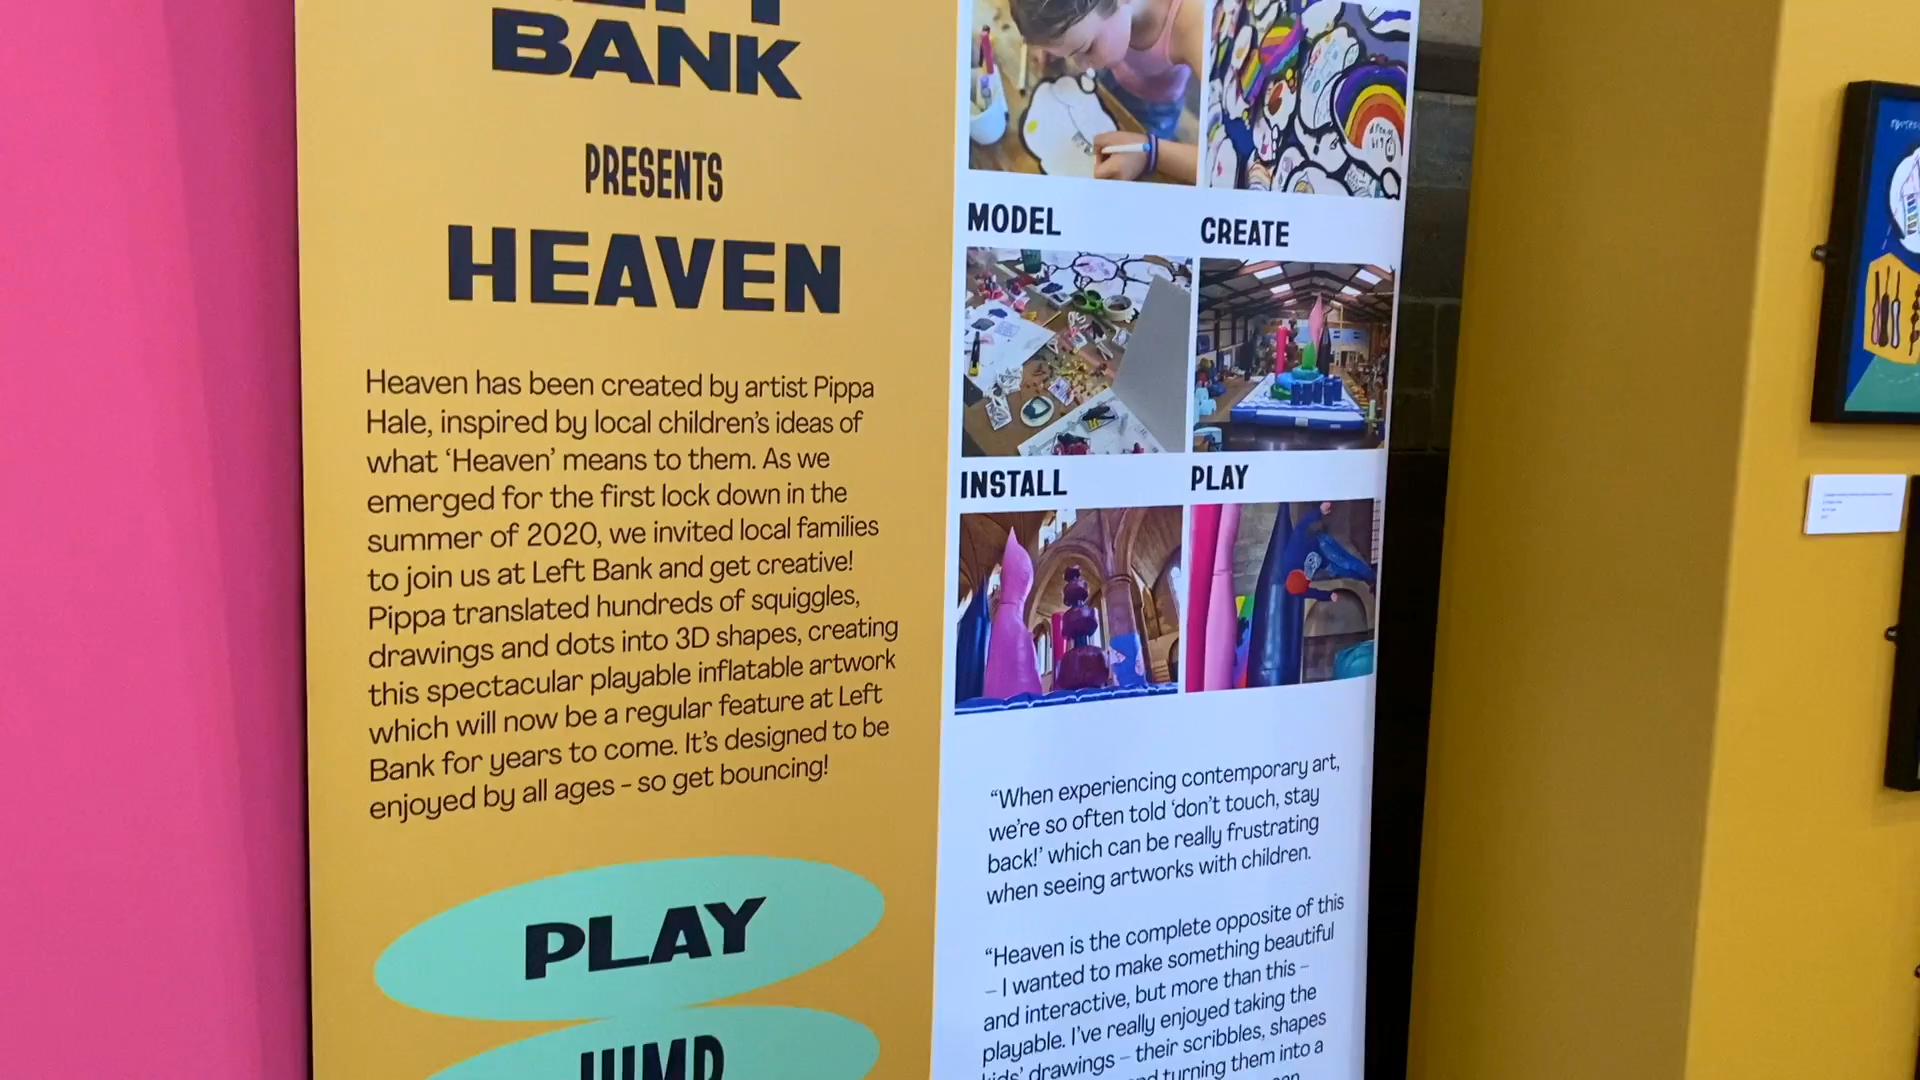 BANK
PRESENTS
HEAVEN
Heaven has been created by artist Pippa
Hale, inspired by local children's ideas of
what ‘Heaven’ means to them. As we
emerged for the first lock down in the
summer of 2020, we invited local families
to join us at Left Bank and get creative!
Pippa translated hundreds of squiggles,
drawings and dots into 3D shapes, creating
this spectacular playable inflatable artwork
which will now be a regular feature at Left
Bank for years to come. It's designed to be
enjoyed by all ages - so get bouncing!
PLAY
JUMP
MODEL
CREATE
INSTALL
PLAY
“When experiencing contemporary art,
we're so often told ‘don't touch, stay
back!’ which can be really frustrating
when seeing artworks with children.
“Heaven is the complete opposite of this
– I wanted to make something beautiful
and interactive, but more than this –
playable. I've really enjoyed taking the
kids’ drawings – their scribbles, shapes
turning them into a